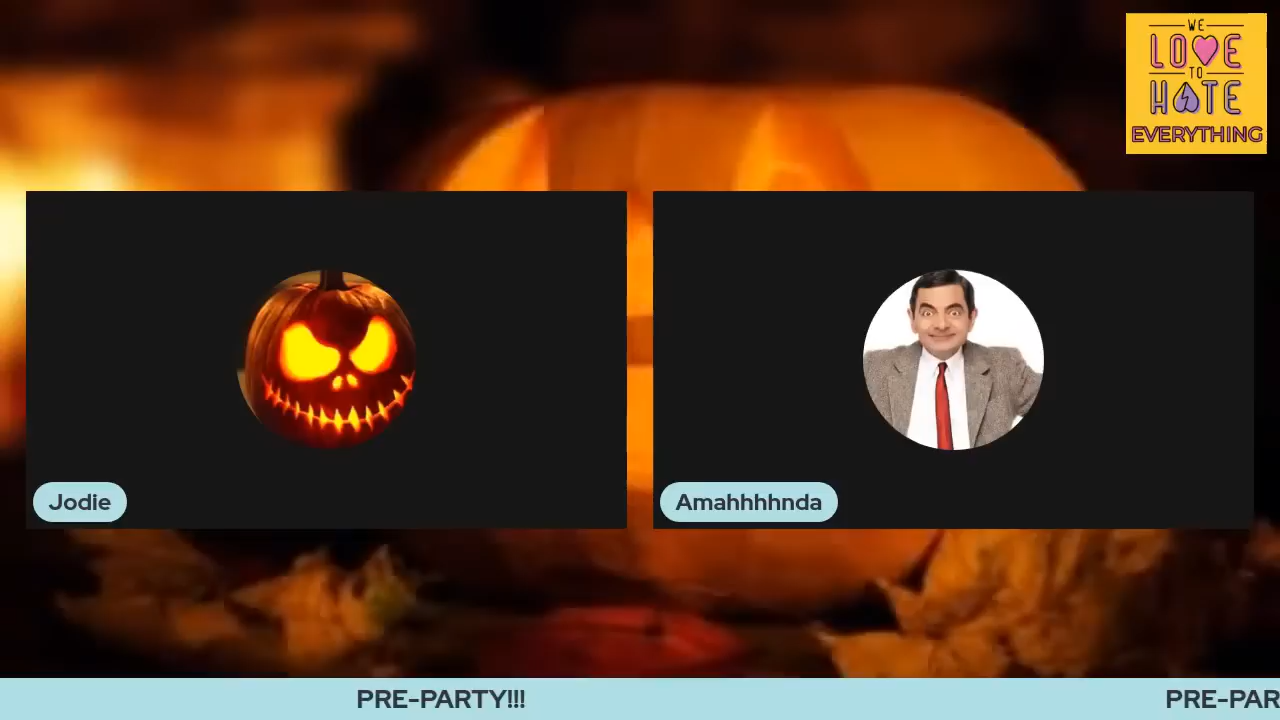 WE
LOVE
TO
HATE
EVERYTHING
Jodie
Amahhhhnda
PRE-PARTY!!! PRE-PAR